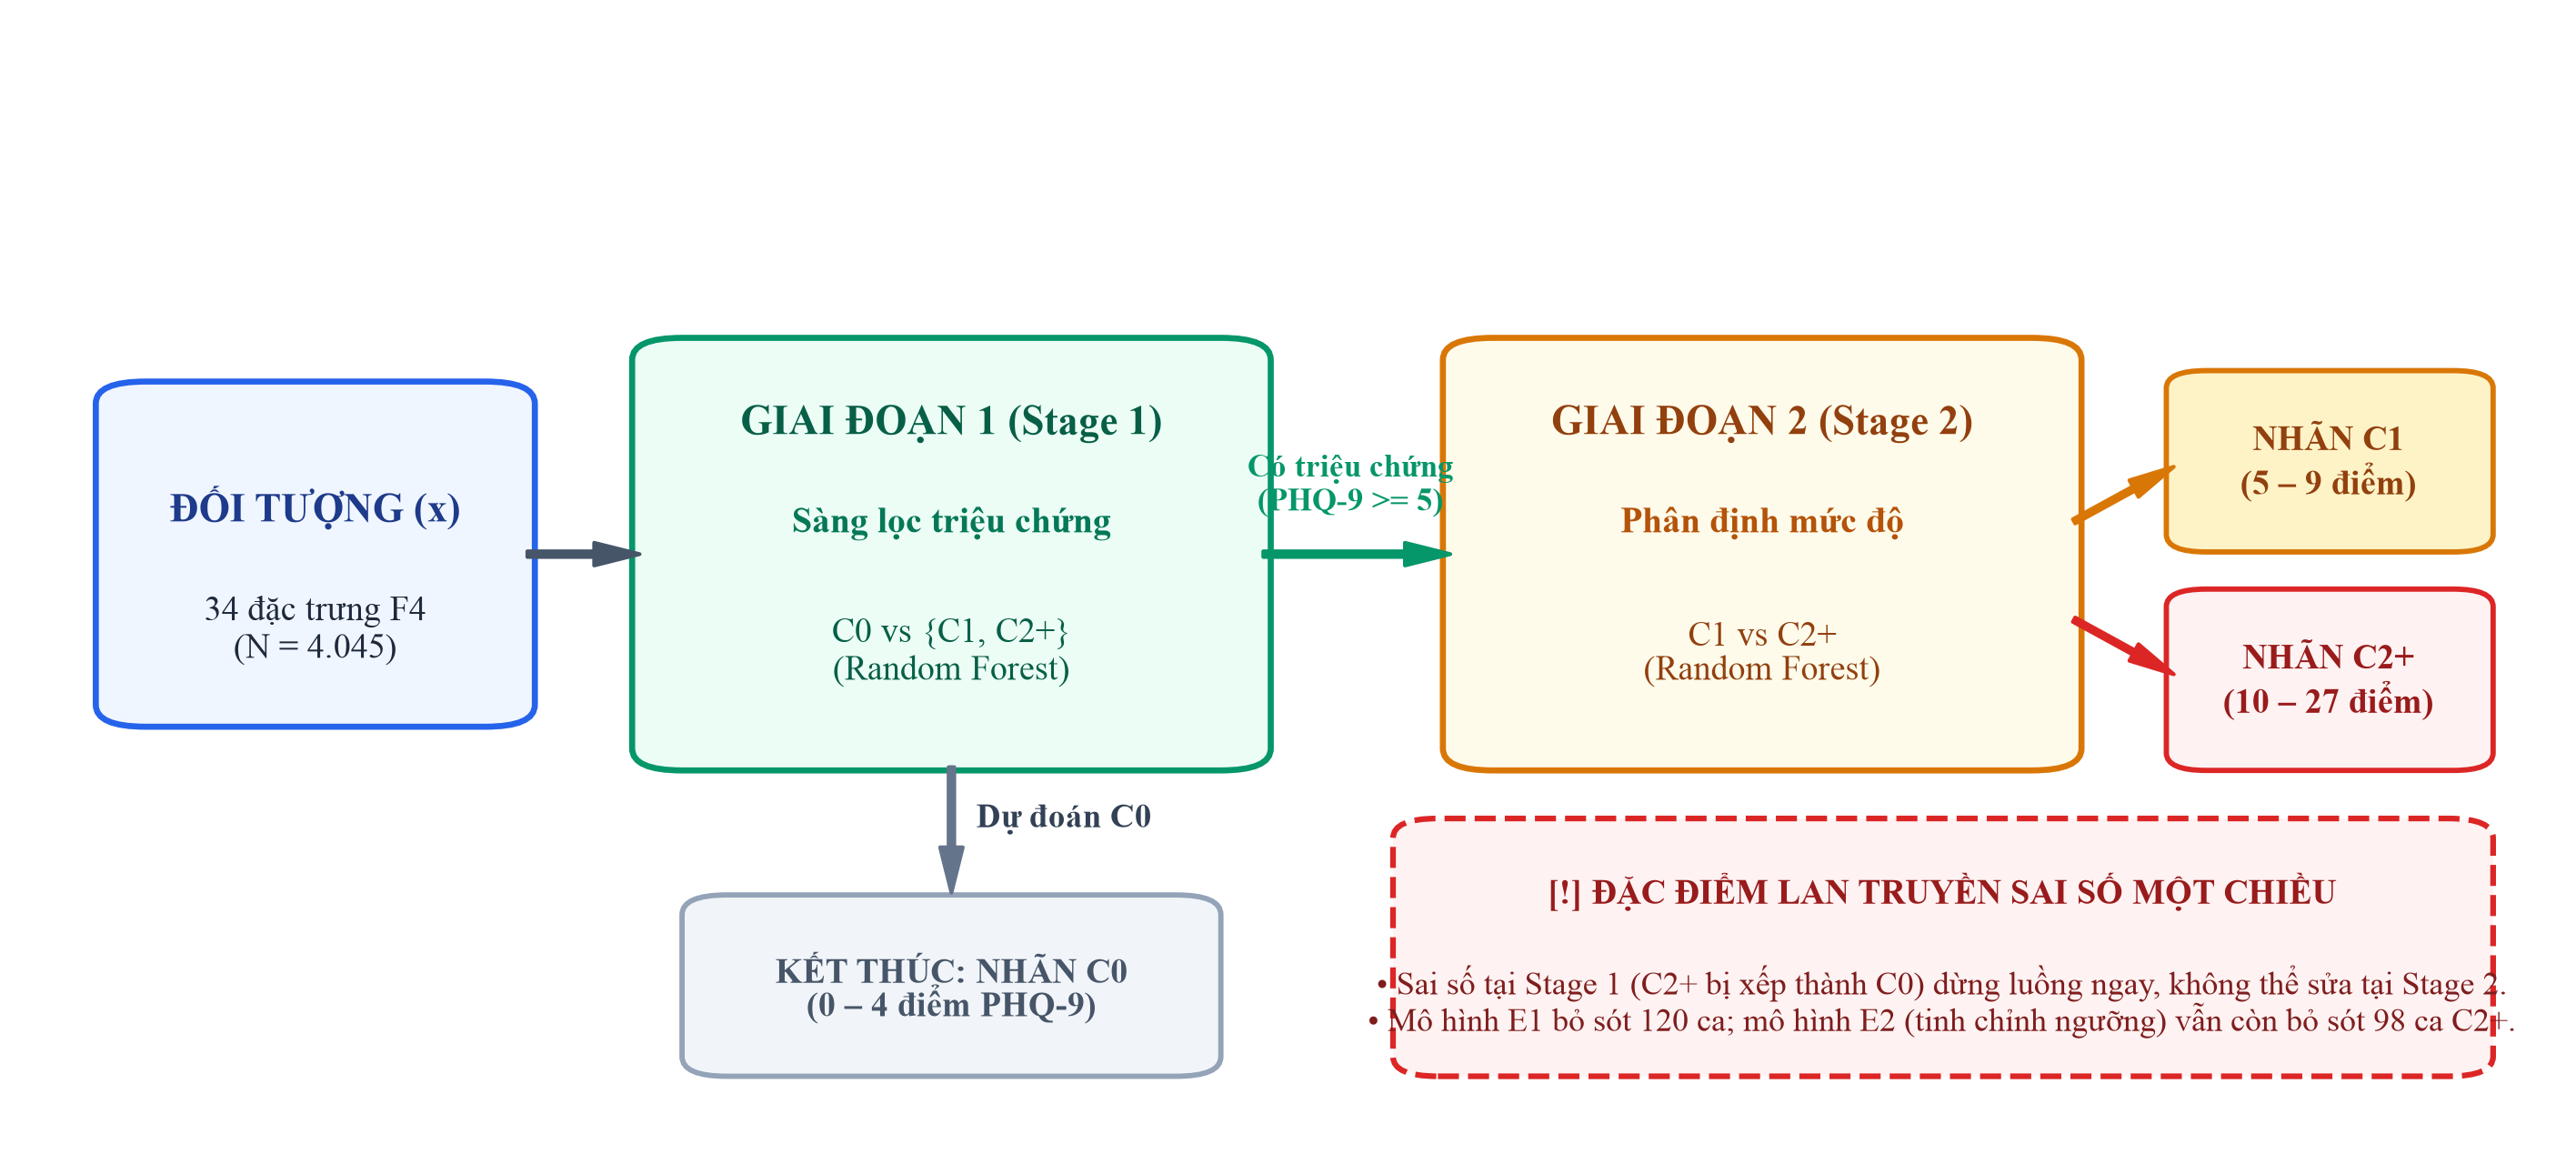 ĐỐI TƯỢNG (x)
34 đặc trưng F4
(N = 4.045)
GIAI ĐOẠN 1 (Stage 1)
Sàng lọc triệu chứng
C0 vs {C1, C2+}
(Random Forest)
Có triệu chứng
(PHQ-9 >= 5)
GIAI ĐOẠN 2 (Stage 2)
Phân định mức độ
C1 vs C2+
(Random Forest)
NHÃN C1
(5 – 9 điểm)
NHÃN C2+
(10 – 27 điểm)
Dự đoán C0
KẾT THÚC: NHÃN C0
(0 – 4 điểm PHQ-9)
[!] ĐẶC ĐIỂM LAN TRUYỀN SAI SỐ MỘT CHIỀU
• Sai số tại Stage 1 (C2+ bị xếp thành C0) dừng luồng ngay, không thể sửa tại Stage 2.
• Mô hình E1 bỏ sót 120 ca; mô hình E2 (tinh chỉnh ngưỡng) vẫn còn bỏ sót 98 ca C2+.